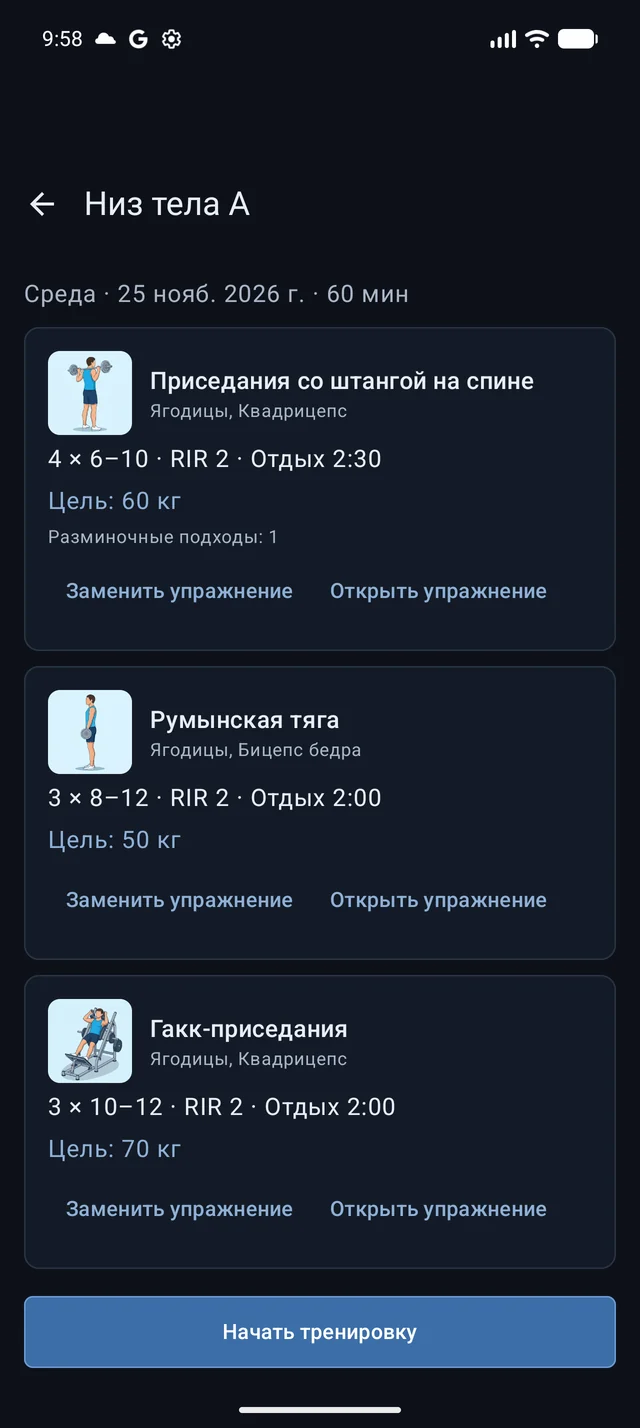 9:58
Низ тела А
Среда · 25 нояб. 2026 г. · 60 мин
Приседания со штангой на спине
Ягодицы, Квадрицепс
4 × 6–10 · RIR 2 · Отдых 2:30
Цель: 60 кг
Разминочные подходы: 1
Заменить упражнение Открыть упражнение
Румынская тяга
Ягодицы, Бицепс бедра
3 × 8–12 · RIR 2 · Отдых 2:00
Цель: 50 кг
Заменить упражнение Открыть упражнение
Гакк-приседания
Ягодицы, Квадрицепс
3 × 10–12 · RIR 2 · Отдых 2:00
Цель: 70 кг
Заменить упражнение Открыть упражнение
Начать тренировку